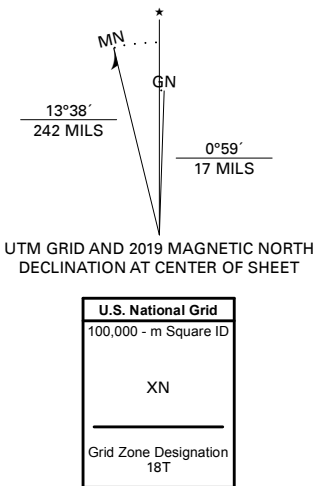 ★
MN
GN
13°38´
242 MILS
0°59´
17 MILS
UTM GRID AND 2019 MAGNETIC NORTH
DECLINATION AT CENTER OF SHEET
U.S. National Grid
100,000 - m Square ID
XN
Grid Zone Designation
18T